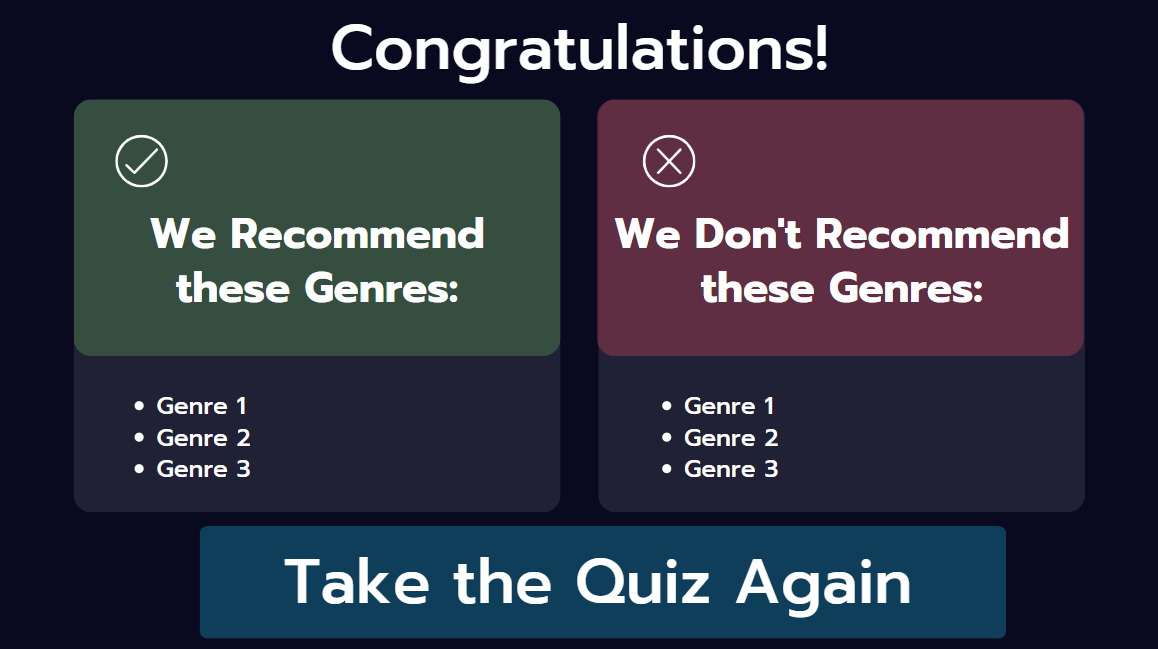 Congratulations!
We Recommend
these Genres:
• Genre 1
• Genre 2
• Genre 3
We Don't Recommend
these Genres:
• Genre 1
• Genre 2
• Genre 3
Take the Quiz Again